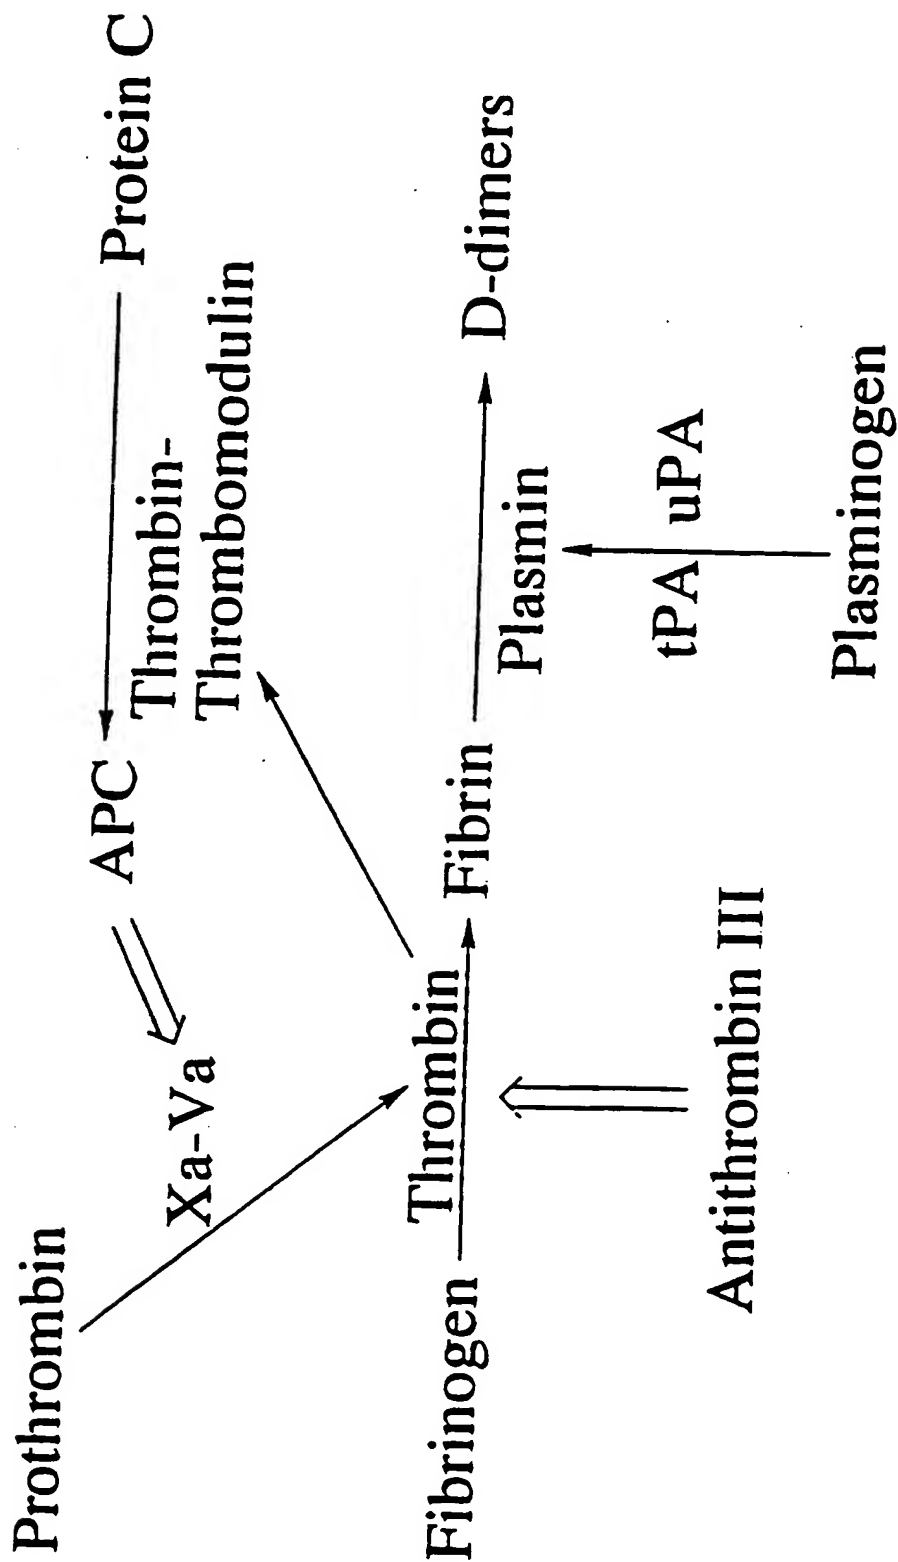 Prothrombin
Protein C
APC
Xa-Va
Thrombin-
Thrombomodulin
Thrombin
Fibrinogen
Fibrin
D-dimers
Plasmin
tPA uPA
Antithrombin III
Plasminogen